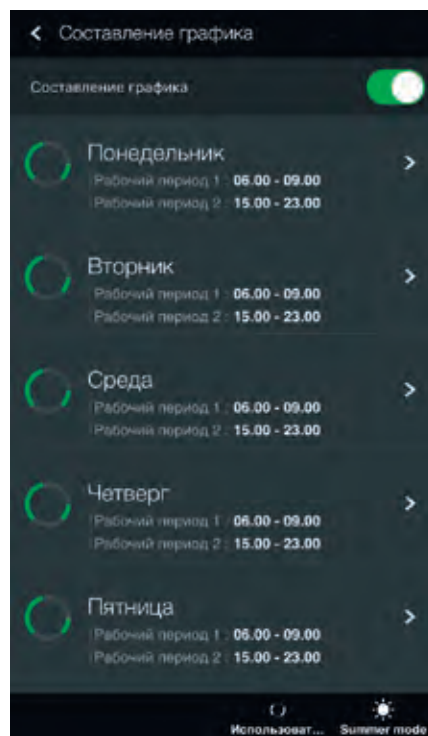 Составление графика
Составление графика
Понедельник
Рабочий период 1 : 06.00 - 09.00
Рабочий период 2 : 15.00 - 23.00
Вторник
Рабочий период 1 : 06.00 - 09.00
Рабочий период 2 : 15.00 - 23.00
Среда
Рабочий период 1 : 06.00 - 09.00
Рабочий период 2 : 15.00 - 23.00
Четверг
Рабочий период 1 : 06.00 - 09.00
Рабочий период 2 : 15.00 - 23.00
Пятница
Рабочий период 1 : 06.00 - 09.00
Рабочий период 2 : 15.00 - 23.00
Использоват... Summer mode